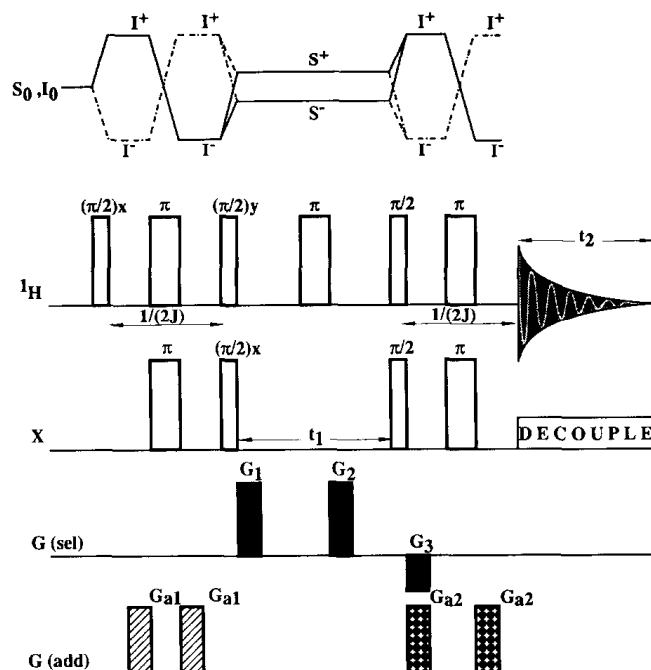 I⁺ I⁺ I⁺ I⁺
S⁺
S₀ ,I₀
S⁻
I⁻ I⁻ I⁻ I⁻
(π/2)x π (π/2)y π π/2 π
t₂
¹H
1/(2J) 1/(2J)
π (π/2)x π/2 π
t₁
X DECOUPLE
G₁ G₂
G (sel) G₃
Ga1 Ga1 Ga2 Ga2
G (add)